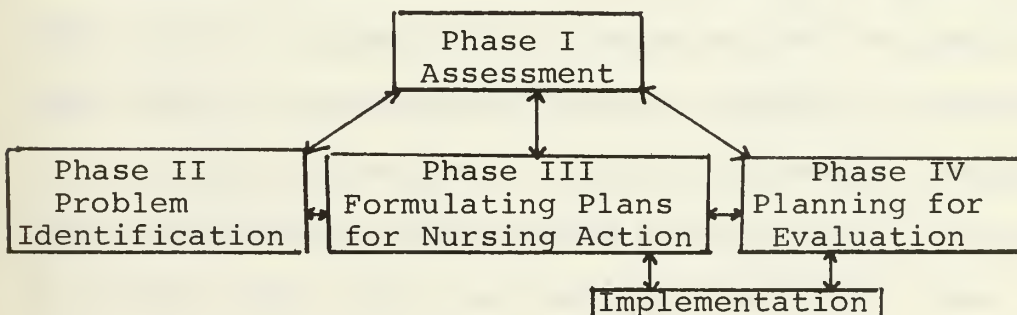 Phase I
Assessment
Phase II
Problem
Identification
Phase III
Formulating Plans
for Nursing Action
Phase IV
Planning for
Evaluation
Implementation